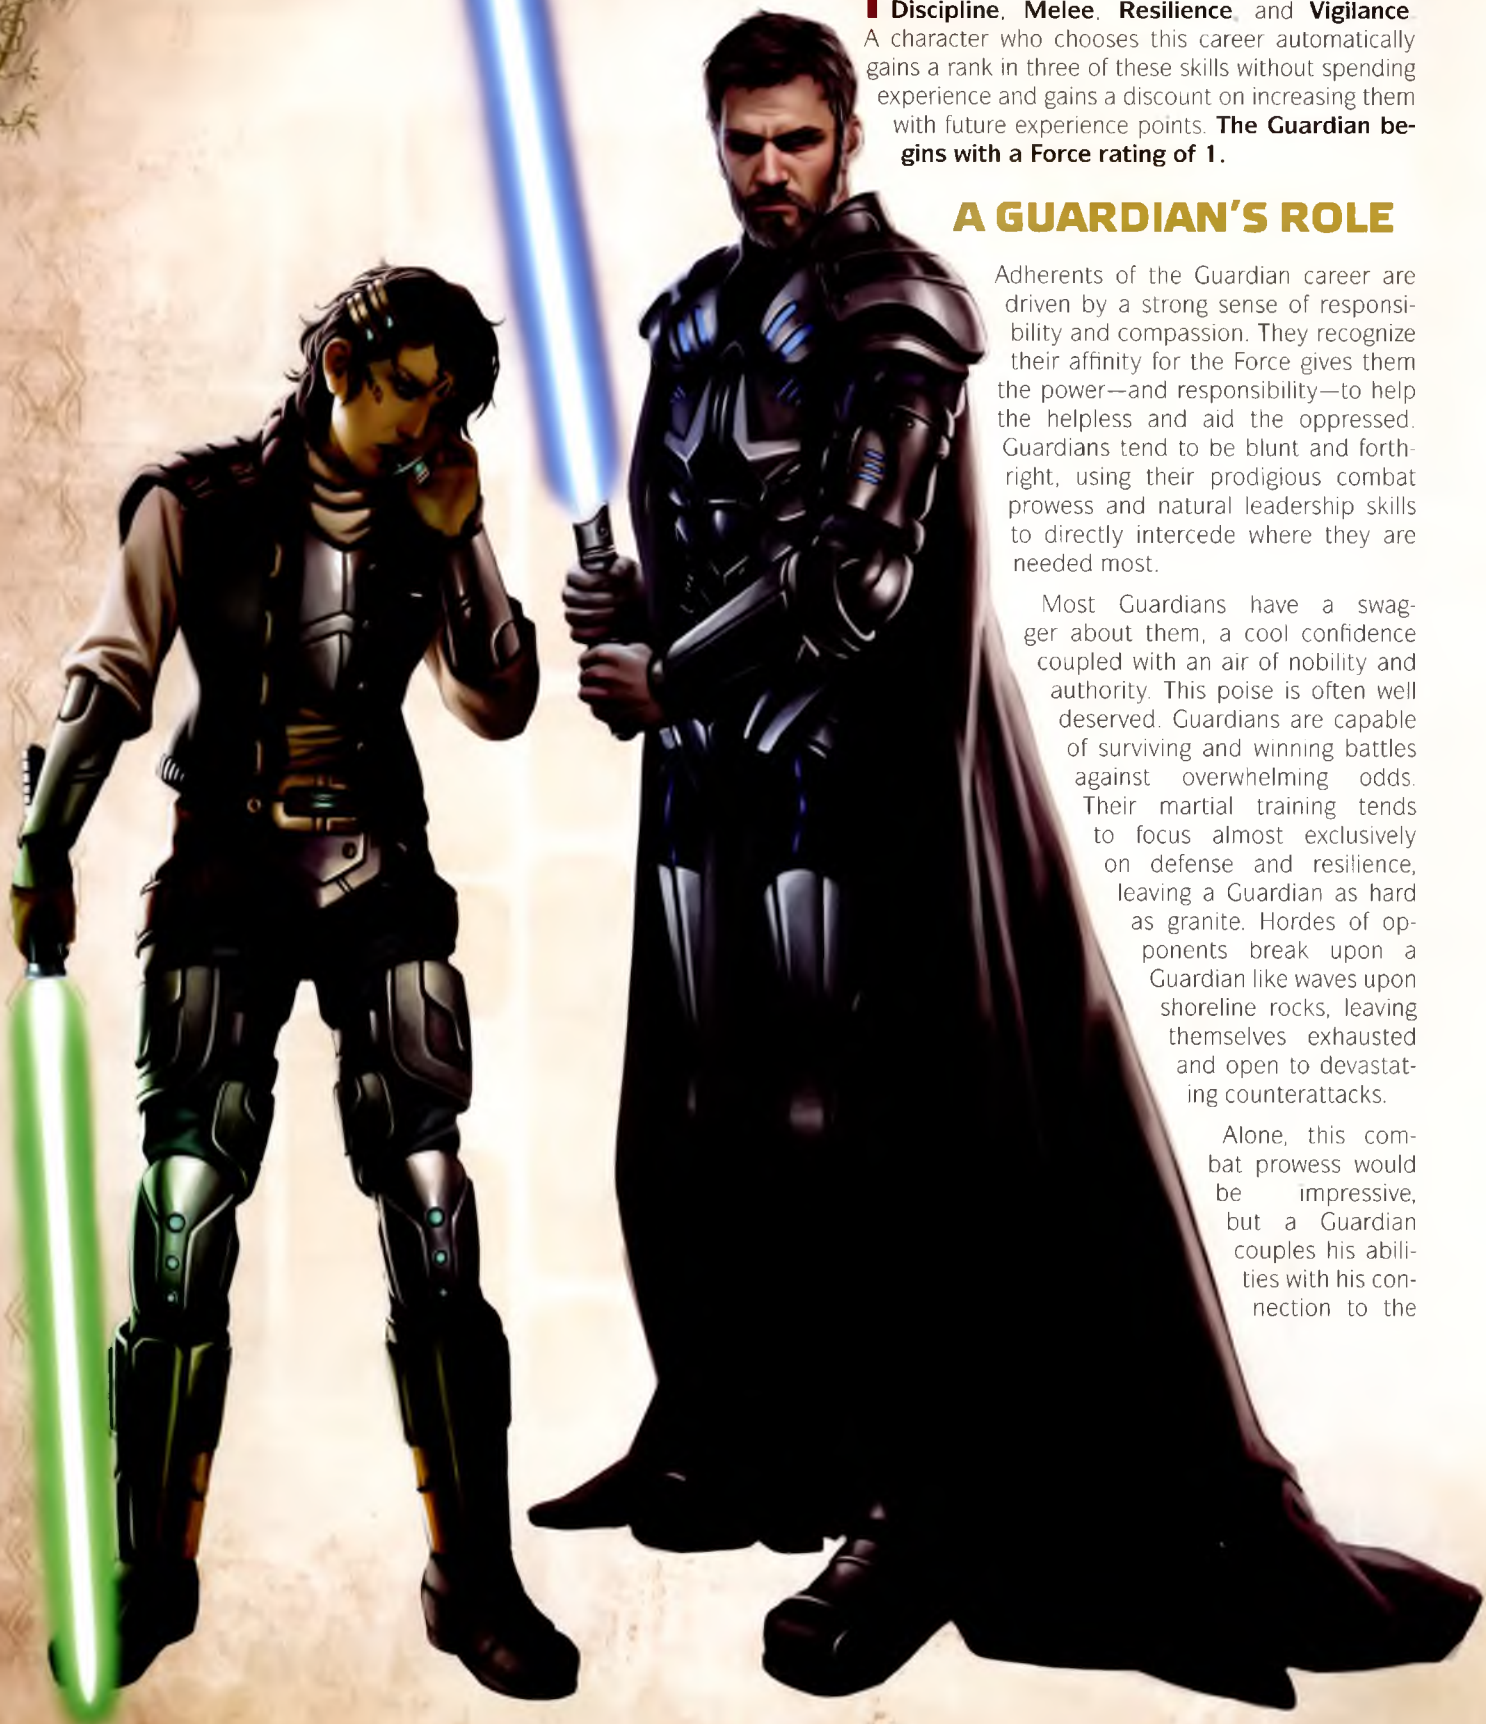 Discipline, Melee, Resilience, and Vigilance
A character who chooses this career automatically
gains a rank in three of these skills without spending
experience and gains a discount on increasing them
with future experience points. The Guardian be-
gins with a Force rating of 1.
A GUARDIAN'S ROLE
Adherents of the Guardian career are
driven by a strong sense of responsi-
bility and compassion. They recognize
their affinity for the Force gives them
the power—and responsibility—to help
the helpless and aid the oppressed.
Guardians tend to be blunt and forth-
right, using their prodigious combat
prowess and natural leadership skills
to directly intercede where they are
needed most.
Most Guardians have a swag-
ger about them, a cool confidence
coupled with an air of nobility and
authority. This poise is often well
deserved. Guardians are capable
of surviving and winning battles
against overwhelming odds.
Their martial training tends
to focus almost exclusively
on defense and resilience,
leaving a Guardian as hard
as granite. Hordes of op-
ponents break upon a
Guardian like waves upon
shoreline rocks, leaving
themselves exhausted
and open to devastat-
ing counterattacks.
Alone, this com-
bat prowess would
be impressive,
but a Guardian
couples his abili-
ties with his con-
nection to the